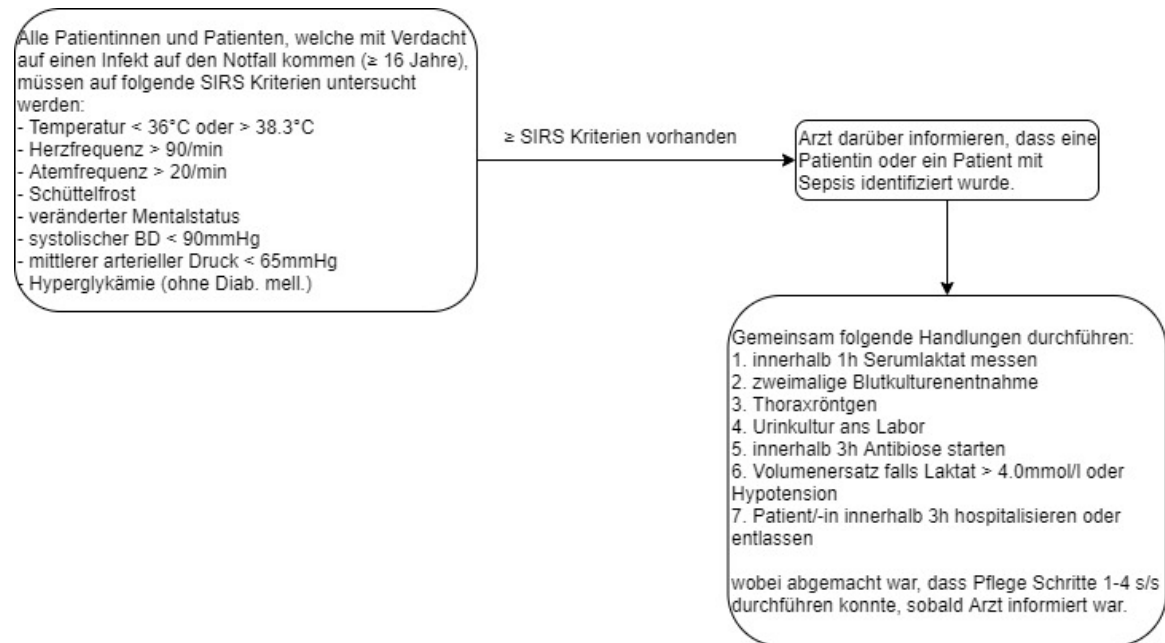 Alle Patientinnen und Patienten, welche mit Verdacht
auf einen Infekt auf den Notfall kommen (≥ 16 Jahre),
müssen auf folgende SIRS Kriterien untersucht
werden:
- Temperatur < 36°C oder > 38.3°C
- Herzfrequenz > 90/min
- Atemfrequenz > 20/min
- Schüttelfrost
- veränderter Mentalstatus
- systolischer BD < 90mmHg
- mittlerer arterieller Druck < 65mmHg
- Hyperglykämie (ohne Diab. mell.)
≥ SIRS Kriterien vorhanden
Arzt darüber informieren, dass eine
Patientin oder ein Patient mit
Sepsis identifiziert wurde.
Gemeinsam folgende Handlungen durchführen:
1. innerhalb 1h Serumlaktat messen
2. zweimalige Blutkulturenentnahme
3. Thoraxröntgen
4. Urinkultur ans Labor
5. innerhalb 3h Antibiose starten
6. Volumenersatz falls Laktat > 4.0mmol/l oder
Hypotension
7. Patient/-in innerhalb 3h hospitalisieren oder
entlassen
wobei abgemacht war, dass Pflege Schritte 1-4 s/s
durchführen konnte, sobald Arzt informiert war.